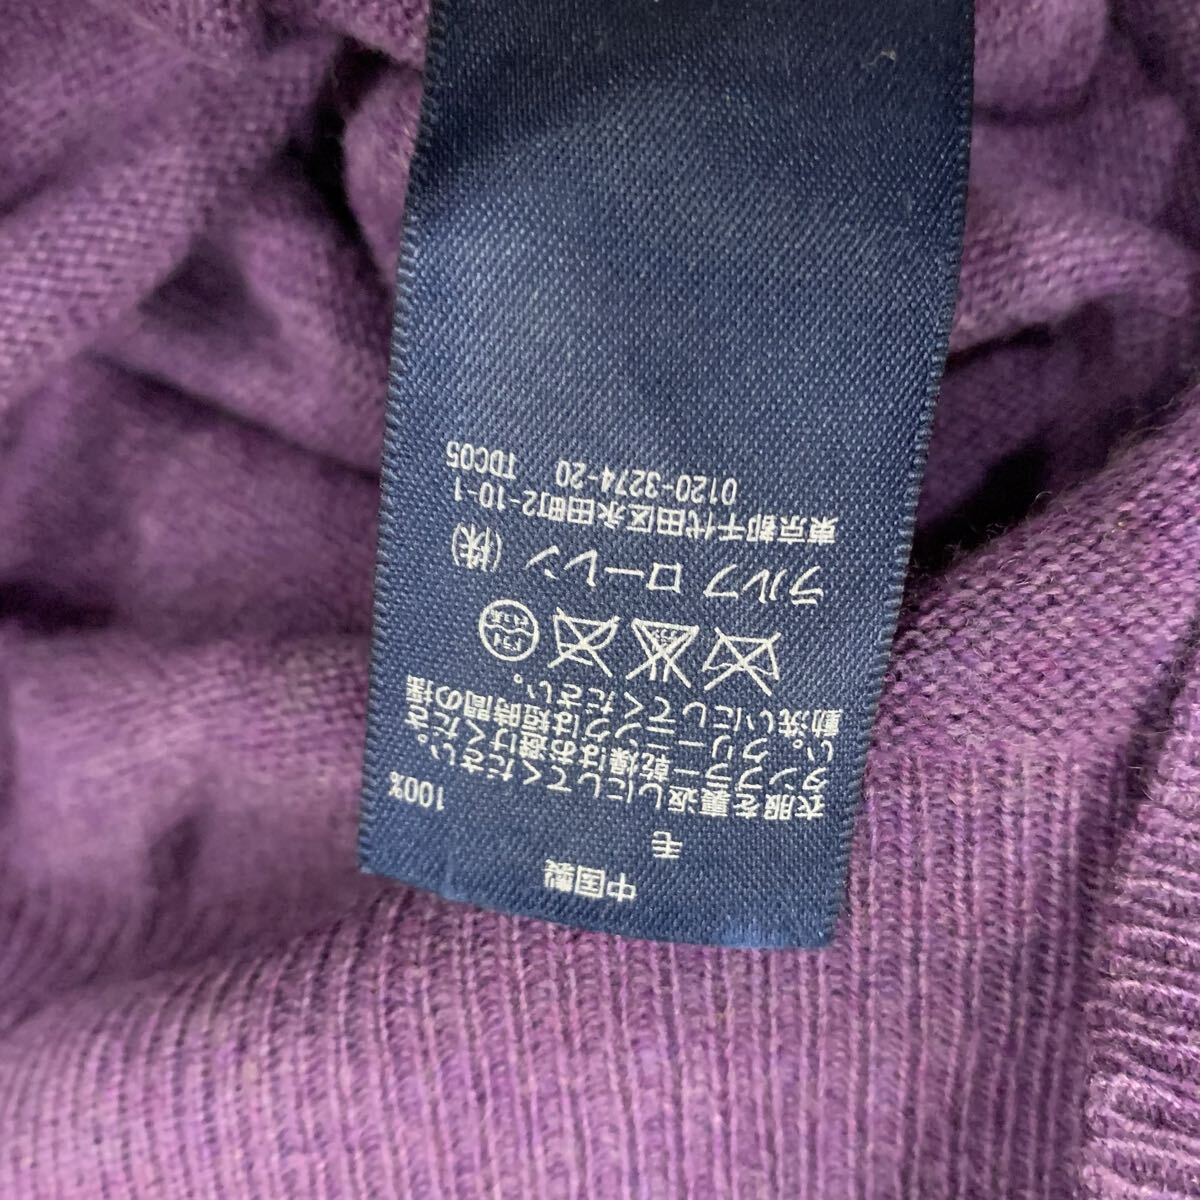 中国製
毛 100%
衣服を裏返しにしてください。
タンブラー乾燥はお避けくださ
い。クリーニングは短時間の揺
動洗いにしてください。
ドライ
ラルフ ローレン (株)
東京都千代田区永田町2-10-1
0120-3274-20 TDC05